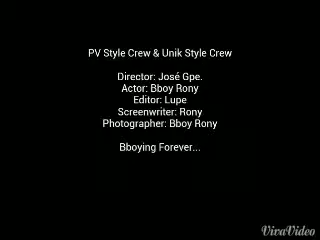 PV Style Crew & Unik Style Crew
Director: José Gpe.
Actor: Bboy Rony
Editor: Lupe
Screenwriter: Rony
Photographer: Bboy Rony
Bboying Forever...
VivaVideo